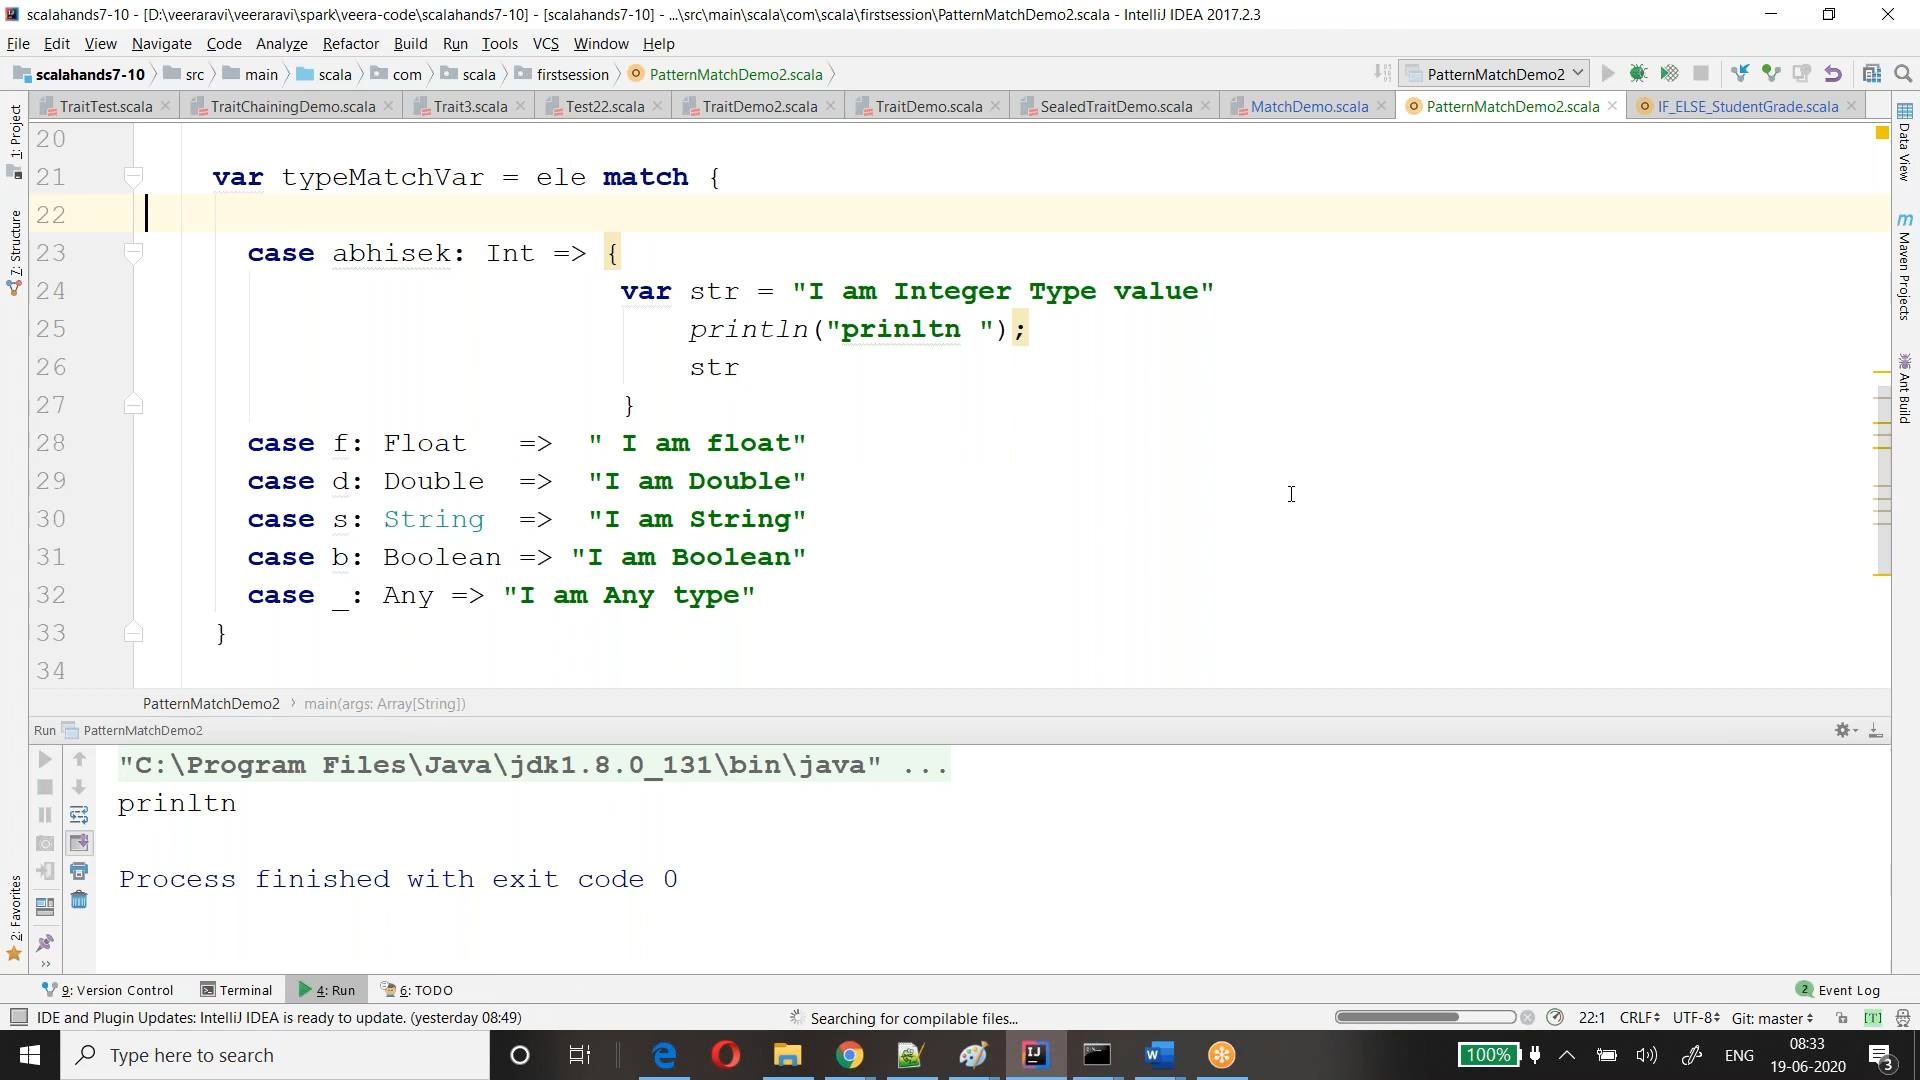 scalahands7-10 - [D:\veeraravi\veeraravi\spark\veera-code\scalahands7-10] - [scalahands7-10] - ...\src\main\scala\com\scala\firstsession\PatternMatchDemo2.scala - IntelliJ IDEA 2017.2.3
File Edit View Navigate Code Analyze Refactor Build Run Tools VCS Window Help
scalahands7-10 src main scala com scala firstsession PatternMatchDemo2.scala PatternMatchDemo2
TraitTest.scala TraitChainingDemo.scala Trait3.scala Test22.scala TraitDemo2.scala TraitDemo.scala SealedTraitDemo.scala MatchDemo.scala PatternMatchDemo2.scala IF_ELSE_StudentGrade.scala
1: Project
7: Structure
2: Favorites
Data View
Maven Projects
Ant Build
20
21 var typeMatchVar = ele match {
22
23 case abhisek: Int => {
24 var str = "I am Integer Type value"
25 println("prinltn ");
26 str
27 }
28 case f: Float => " I am float"
29 case d: Double => "I am Double"
30 case s: String => "I am String"
31 case b: Boolean => "I am Boolean"
32 case _: Any => "I am Any type"
33 }
34
PatternMatchDemo2 main(args: Array[String])
Run PatternMatchDemo2
"C:\Program Files\Java\jdk1.8.0_131\bin\java" ...
prinltn
Process finished with exit code 0
9: Version Control Terminal 4: Run 6: TODO 2 Event Log
IDE and Plugin Updates: IntelliJ IDEA is ready to update. (yesterday 08:49) Searching for compilable files... 22:1 CRLF UTF-8 Git: master [T]
Type here to search 100% ENG 08:33
19-06-2020 3